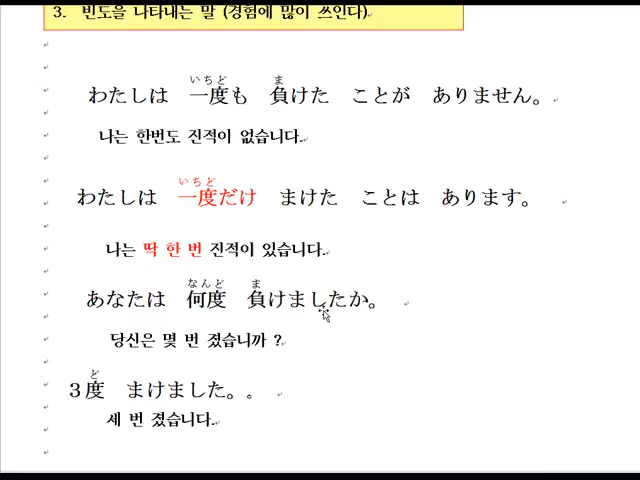 3. 빈도을 나타내는 말 (경험에 많이 쓰인다)
いちど ま
わたしは 一度も 負けた ことが ありません。
나는 한번도 진적이 없습니다.
いちど
わたしは 一度だけ まけた ことは あります。
나는 딱 한 번 진적이 있습니다.
なんど ま
あなたは 何度 負けましたか。
당신은 몇 번 졌습니까 ?
ど
3度 まけました。。
세 번 졌습니다.